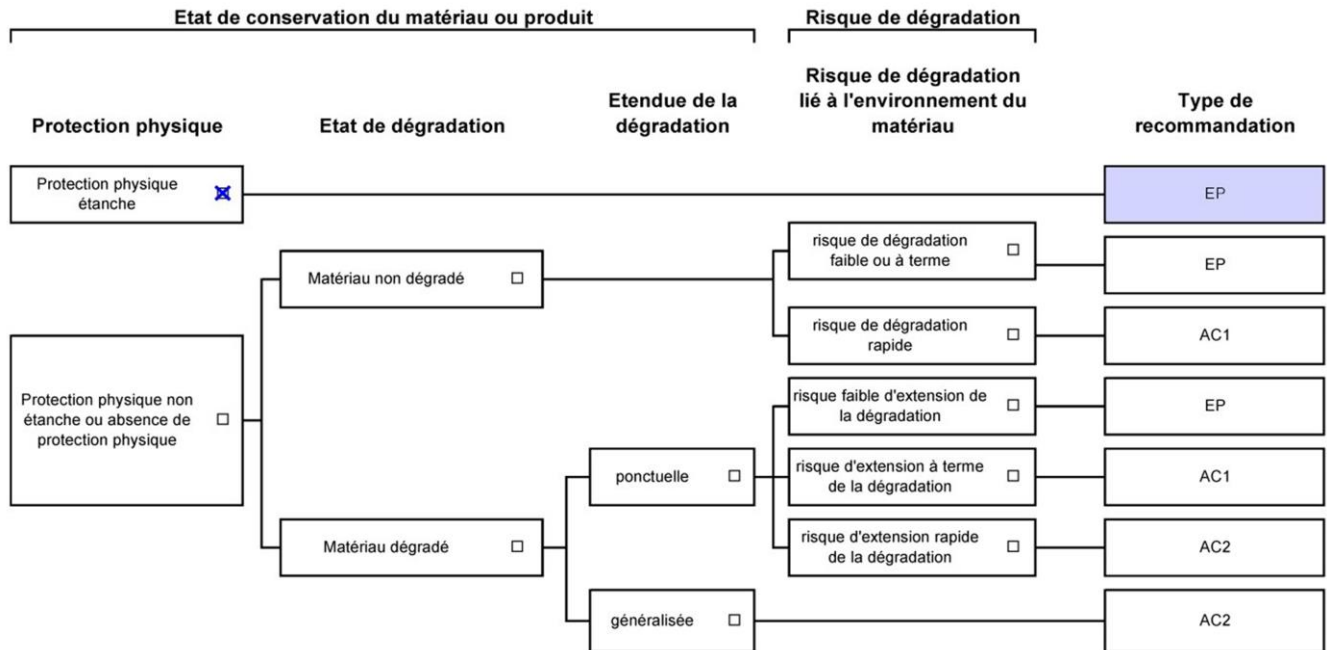 Etat de conservation du matériau ou produit
Risque de dégradation
Protection physique
Etat de dégradation
Etendue de la
dégradation
Risque de dégradation
lié à l'environnement du
matériau
Type de
recommandation
Protection physique
étanche
EP
Matériau non dégradé
risque de dégradation
faible ou à terme
EP
risque de dégradation
rapide
AC1
Protection physique non
étanche ou absence de
protection physique
Matériau dégradé
ponctuelle
risque faible d'extension de
la dégradation
EP
risque d'extension à terme
de la dégradation
AC1
risque d'extension rapide
de la dégradation
AC2
généralisée
AC2